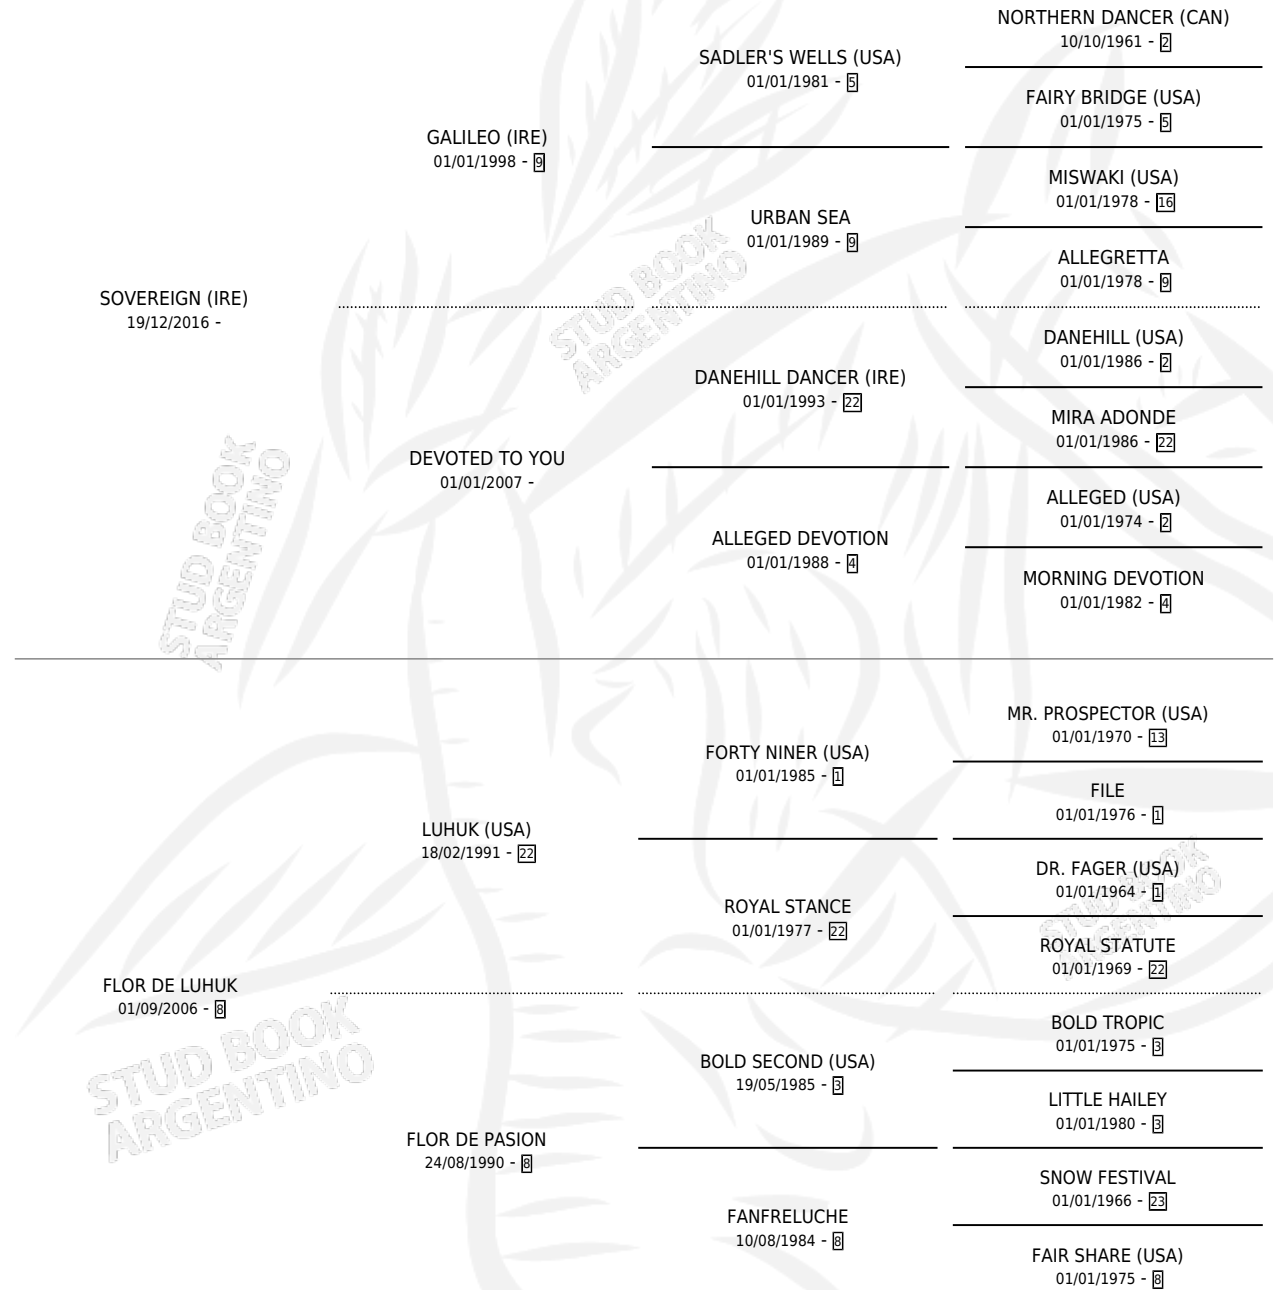 NORTHERN DANCER (CAN)
10/10/1961 - 2
SADLER'S WELLS (USA)
01/01/1981 - 5
FAIRY BRIDGE (USA)
01/01/1975 - 5
GALILEO (IRE)
01/01/1998 - 9
MISWAKI (USA)
01/01/1978 - 16
URBAN SEA
01/01/1989 - 9
ALLEGRETTA
01/01/1978 - 9
SOVEREIGN (IRE)
19/12/2016 -
DANEHILL (USA)
01/01/1986 - 2
DANEHILL DANCER (IRE)
01/01/1993 - 22
MIRA ADONDE
01/01/1986 - 22
DEVOTED TO YOU
01/01/2007 -
ALLEGED (USA)
01/01/1974 - 2
ALLEGED DEVOTION
01/01/1988 - 4
MORNING DEVOTION
01/01/1982 - 4
MR. PROSPECTOR (USA)
01/01/1970 - 13
FORTY NINER (USA)
01/01/1985 - 1
FILE
01/01/1976 - 1
LUHUK (USA)
18/02/1991 - 22
DR. FAGER (USA)
01/01/1964 - 1
ROYAL STANCE
01/01/1977 - 22
ROYAL STATUTE
01/01/1969 - 22
FLOR DE LUHUK
01/09/2006 - 8
BOLD TROPIC
01/01/1975 - 3
BOLD SECOND (USA)
19/05/1985 - 3
LITTLE HAILEY
01/01/1980 - 3
FLOR DE PASION
24/08/1990 - 8
SNOW FESTIVAL
01/01/1966 - 23
FANFRELUCHE
10/08/1984 - 8
FAIR SHARE (USA)
01/01/1975 - 8
STUD BOOK
ARGENTINO
STUD BOOK
ARGENTINO
STUD BOOK
ARGENTINO
STUD BOOK
ARGENTINO